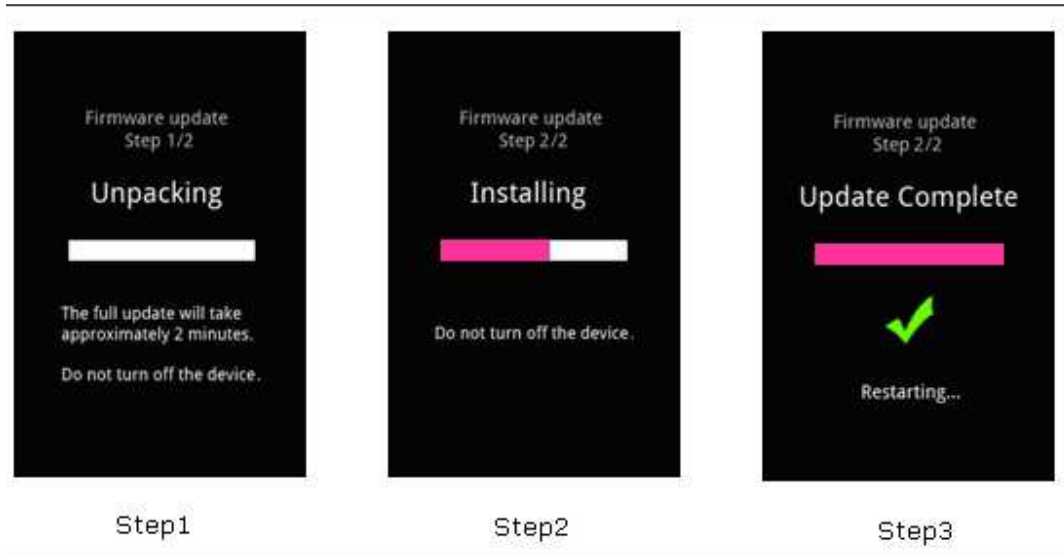 Firmware update
Step 1/2
Unpacking
The full update will take
approximately 2 minutes.
Do not turn off the device.
Step1
Firmware update
Step 2/2
Installing
Do not turn off the device.
Step2
Firmware update
Step 2/2
Update Complete
Restarting...
Step3